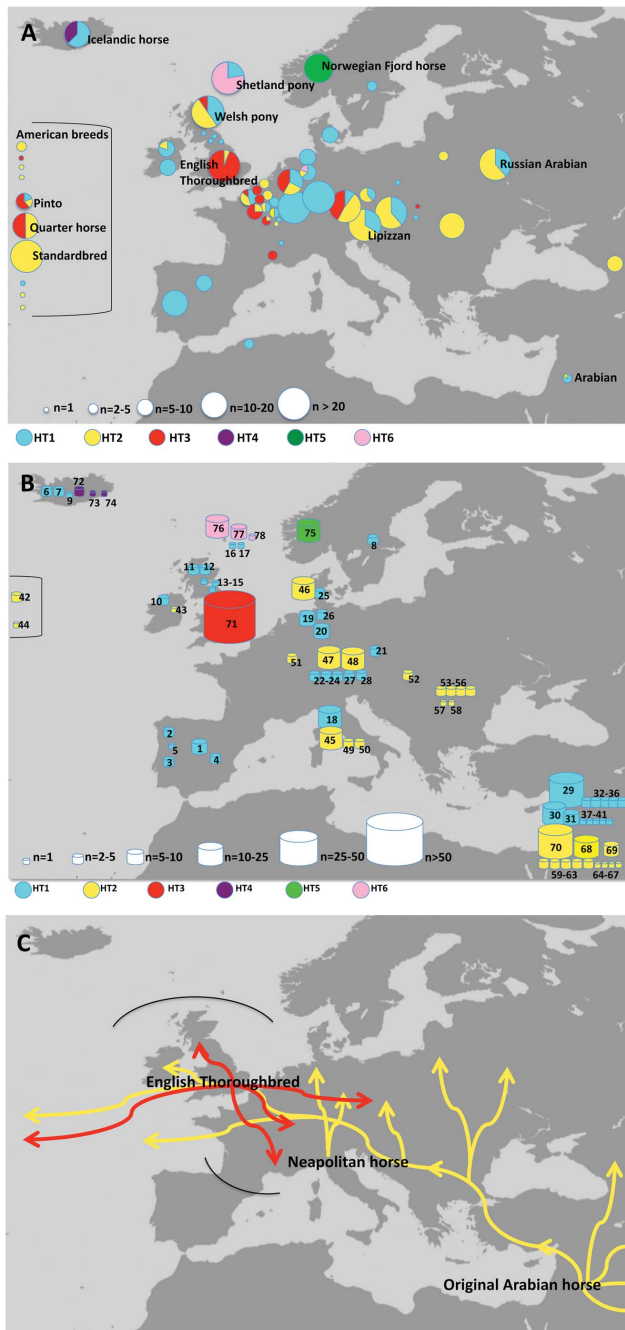 A
Icelandic horse
Norwegian Fjord horse
Shetland pony
Welsh pony
American breeds
English
Thoroughbred
Russian Arabian
Pinto
Quarter horse
Lipizzan
Standardbred
Arabian
n=1
n=2-5
n=5-10
n=10-20
n > 20
HT1
HT2
HT3
HT4
HT5
HT6
B
72
6
7
9
73
74
76
77
78
75
16
17
8
11
12
13-15
10
43
71
42
44
46
25
19
26
20
51
47
48
21
22-24
27
28
52
53-56
57
58
18
45
49
50
2
5
1
3
4
29
32-36
30
31
37-41
70
68
69
59-63
64-67
n=1
n=2-5
n=5-10
n=10-25
n=25-50
n>50
HT1
HT2
HT3
HT4
HT5
HT6
C
English Thoroughbred
Neapolitan horse
Original Arabian horse